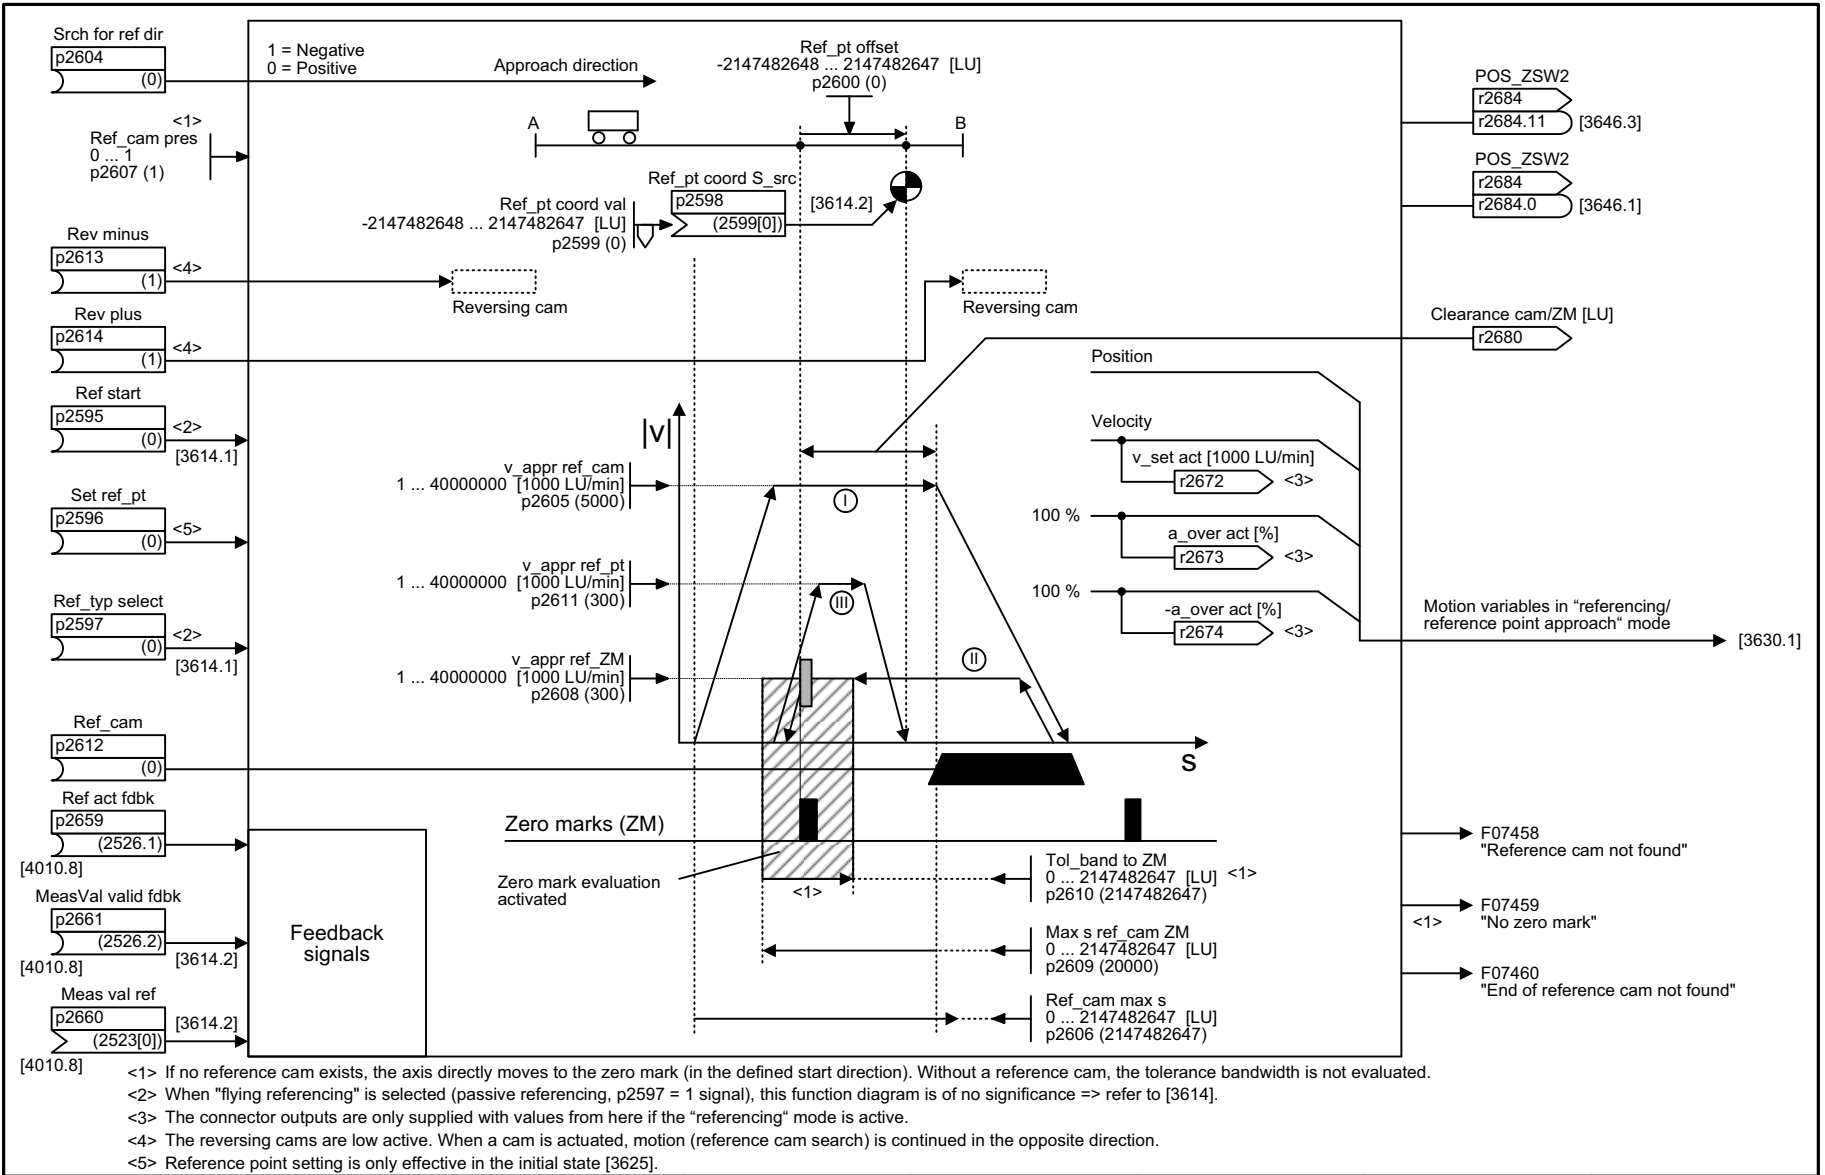 Srch for ref dir
p2604
(0)
1 = Negative
0 = Positive
Approach direction
Ref_pt offset
-2147482648 ... 2147482647 [LU]
p2600 (0)
POS_ZSW2
r2684
r2684.11
[3646.3]
<1>
Ref_cam pres
0 ... 1
p2607 (1)
A
B
POS_ZSW2
r2684
r2684.0
[3646.1]
Ref_pt coord S_src
p2598
(2599[0])
[3614.2]
Ref_pt coord val
-2147482648 ... 2147482647 [LU]
p2599 (0)
Rev minus
p2613
(1)
<4>
Reversing cam
Reversing cam
Rev plus
p2614
(1)
<4>
Clearance cam/ZM [LU]
r2680
Position
Ref start
p2595
(0)
<2>
[3614.1]
|v|
Velocity
v_set act [1000 LU/min]
r2672
<3>
v_appr ref_cam
1 ... 40000000 [1000 LU/min]
p2605 (5000)
I
Set ref_pt
p2596
(0)
<5>
100 %
a_over act [%]
r2673
<3>
v_appr ref_pt
1 ... 40000000 [1000 LU/min]
p2611 (300)
III
100 %
-a_over act [%]
r2674
<3>
Ref_typ select
p2597
(0)
<2>
[3614.1]
Motion variables in “referencing/
reference point approach“ mode
[3630.1]
v_appr ref_ZM
1 ... 40000000 [1000 LU/min]
p2608 (300)
II
Ref_cam
p2612
(0)
s
Ref act fdbk
p2659
(2526.1)
[4010.8]
Zero marks (ZM)
F07458
"Reference cam not found"
Zero mark evaluation
activated
<1>
Tol_band to ZM
0 ... 2147482647 [LU]
p2610 (2147482647)
<1>
MeasVal valid fdbk
p2661
(2526.2)
[3614.2]
[4010.8]
Feedback
signals
<1>
F07459
"No zero mark"
Max s ref_cam ZM
0 ... 2147482647 [LU]
p2609 (20000)
F07460
"End of reference cam not found"
Meas val ref
p2660
(2523[0])
[3614.2]
[4010.8]
Ref_cam max s
0 ... 2147482647 [LU]
p2606 (2147482647)
<1> If no reference cam exists, the axis directly moves to the zero mark (in the defined start direction). Without a reference cam, the tolerance bandwidth is not evaluated.
<2> When "flying referencing" is selected (passive referencing, p2597 = 1 signal), this function diagram is of no significance => refer to [3614].
<3> The connector outputs are only supplied with values from here if the “referencing“ mode is active.
<4> The reversing cams are low active. When a cam is actuated, motion (reference cam search) is continued in the opposite direction.
<5> Reference point setting is only effective in the initial state [3625].